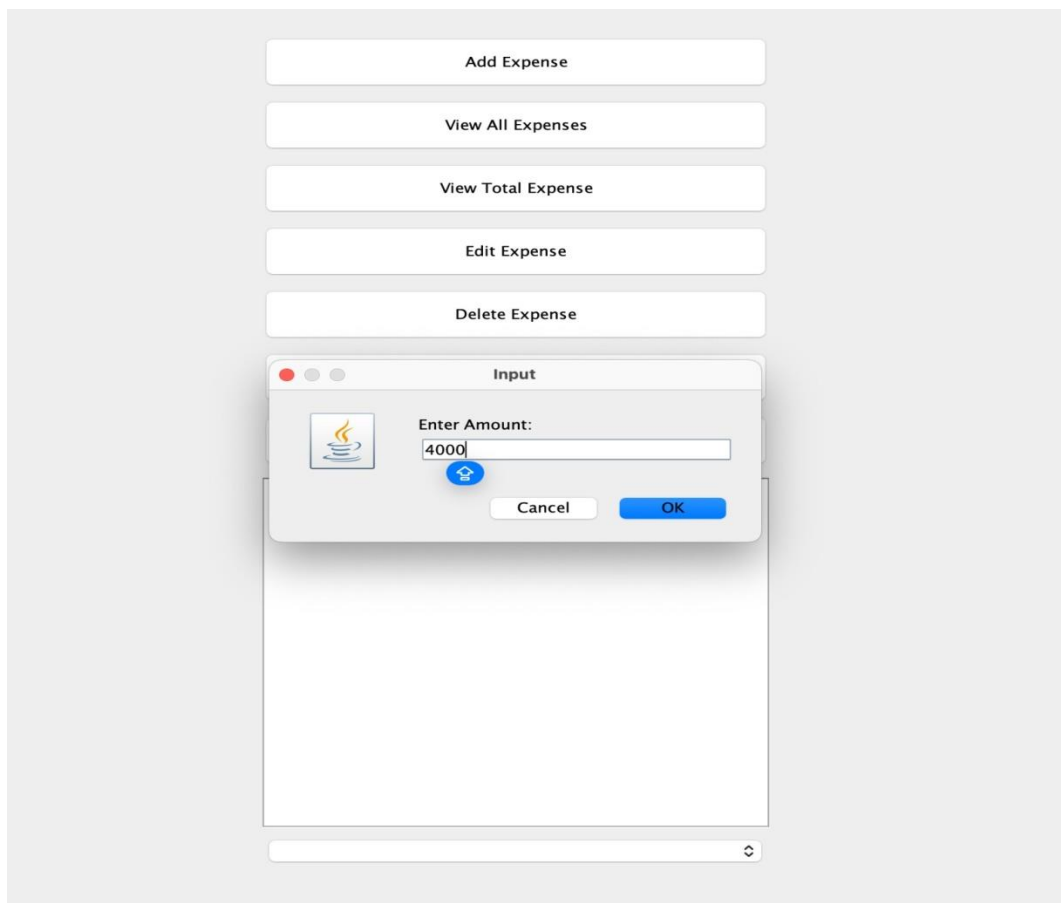 Add Expense
View All Expenses
View Total Expense
Edit Expense
Delete Expense
Input
Enter Amount:
4000
Cancel
OK